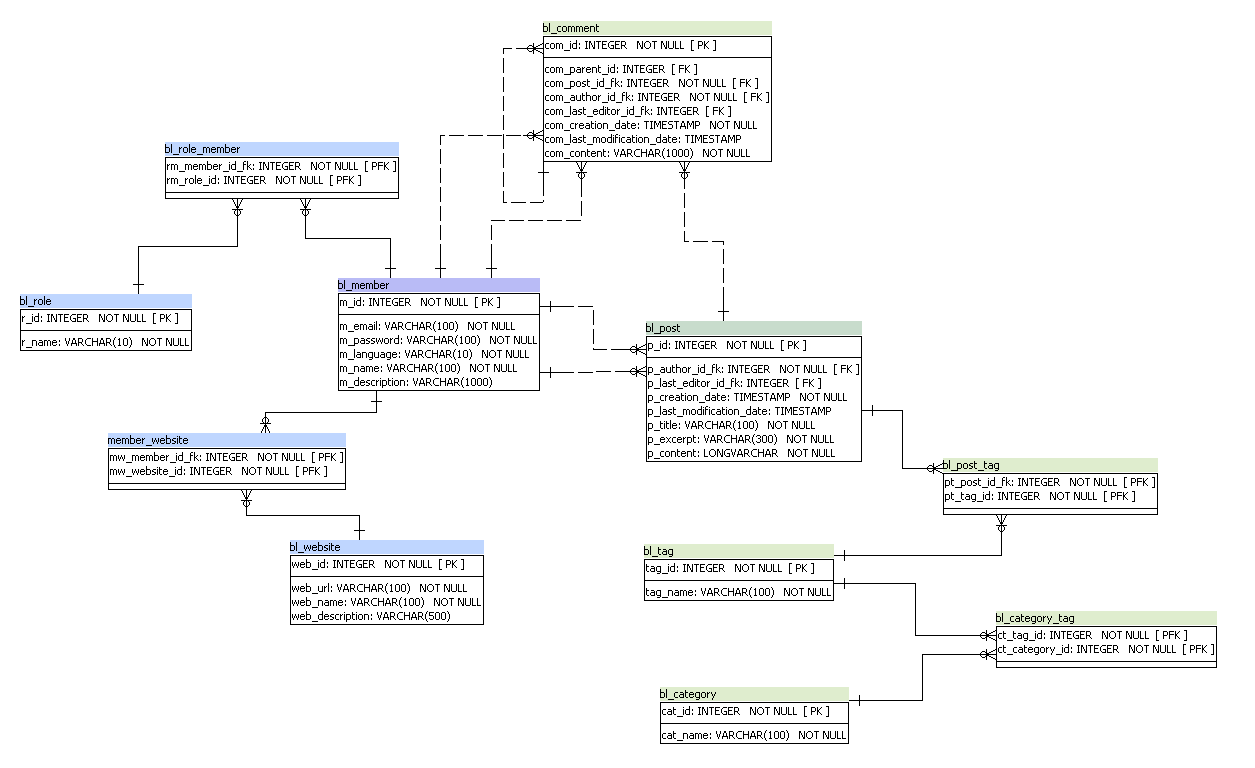 bl_comment
com_id: INTEGER NOT NULL [ PK ]
com_parent_id: INTEGER [ FK ]
com_post_id_fk: INTEGER NOT NULL [ FK ]
com_author_id_fk: INTEGER NOT NULL [ FK ]
com_last_editor_id_fk: INTEGER [ FK ]
com_creation_date: TIMESTAMP NOT NULL
com_last_modification_date: TIMESTAMP
com_content: VARCHAR(1000) NOT NULL
bl_role_member
rm_member_id_fk: INTEGER NOT NULL [ PFK ]
rm_role_id: INTEGER NOT NULL [ PFK ]
bl_role
r_id: INTEGER NOT NULL [ PK ]
r_name: VARCHAR(10) NOT NULL
bl_member
m_id: INTEGER NOT NULL [ PK ]
m_email: VARCHAR(100) NOT NULL
m_password: VARCHAR(100) NOT NULL
m_language: VARCHAR(10) NOT NULL
m_name: VARCHAR(100) NOT NULL
m_description: VARCHAR(1000)
bl_post
p_id: INTEGER NOT NULL [ PK ]
p_author_id_fk: INTEGER NOT NULL [ FK ]
p_last_editor_id_fk: INTEGER [ FK ]
p_creation_date: TIMESTAMP NOT NULL
p_last_modification_date: TIMESTAMP
p_title: VARCHAR(100) NOT NULL
p_excerpt: VARCHAR(300) NOT NULL
p_content: LONGVARCHAR NOT NULL
member_website
mw_member_id_fk: INTEGER NOT NULL [ PFK ]
mw_website_id: INTEGER NOT NULL [ PFK ]
bl_post_tag
pt_post_id_fk: INTEGER NOT NULL [ PFK ]
pt_tag_id: INTEGER NOT NULL [ PFK ]
bl_website
web_id: INTEGER NOT NULL [ PK ]
web_url: VARCHAR(100) NOT NULL
web_name: VARCHAR(100) NOT NULL
web_description: VARCHAR(500)
bl_tag
tag_id: INTEGER NOT NULL [ PK ]
tag_name: VARCHAR(100) NOT NULL
bl_category_tag
ct_tag_id: INTEGER NOT NULL [ PFK ]
ct_category_id: INTEGER NOT NULL [ PFK ]
bl_category
cat_id: INTEGER NOT NULL [ PK ]
cat_name: VARCHAR(100) NOT NULL